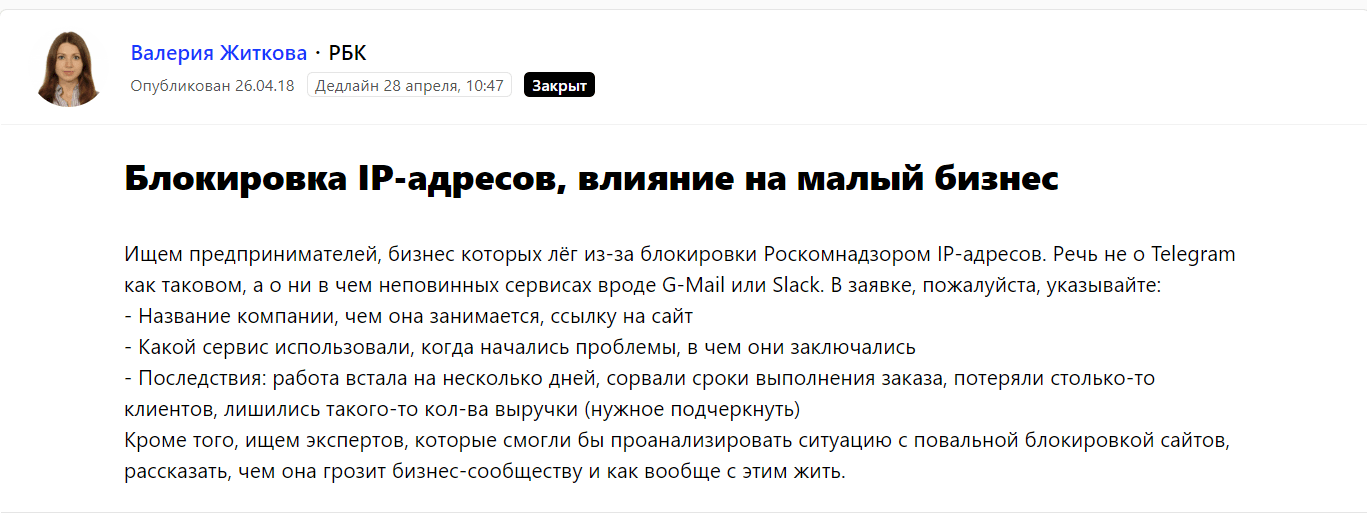 Валерия Житкова · РБК
Опубликован 26.04.18 Дедлайн 28 апреля, 10:47 Закрыт
Блокировка IP-адресов, влияние на малый бизнес
Ищем предпринимателей, бизнес которых лёг из-за блокировки Роскомнадзором IP-адресов. Речь не о Telegram
как таковом, а о ни в чем неповинных сервисах вроде G-Mail или Slack. В заявке, пожалуйста, указывайте:
- Название компании, чем она занимается, ссылку на сайт
- Какой сервис использовали, когда начались проблемы, в чем они заключались
- Последствия: работа встала на несколько дней, сорвали сроки выполнения заказа, потеряли столько-то
клиентов, лишились такого-то кол-ва выручки (нужное подчеркнуть)
Кроме того, ищем экспертов, которые смогли бы проанализировать ситуацию с повальной блокировкой сайтов,
рассказать, чем она грозит бизнес-сообществу и как вообще с этим жить.